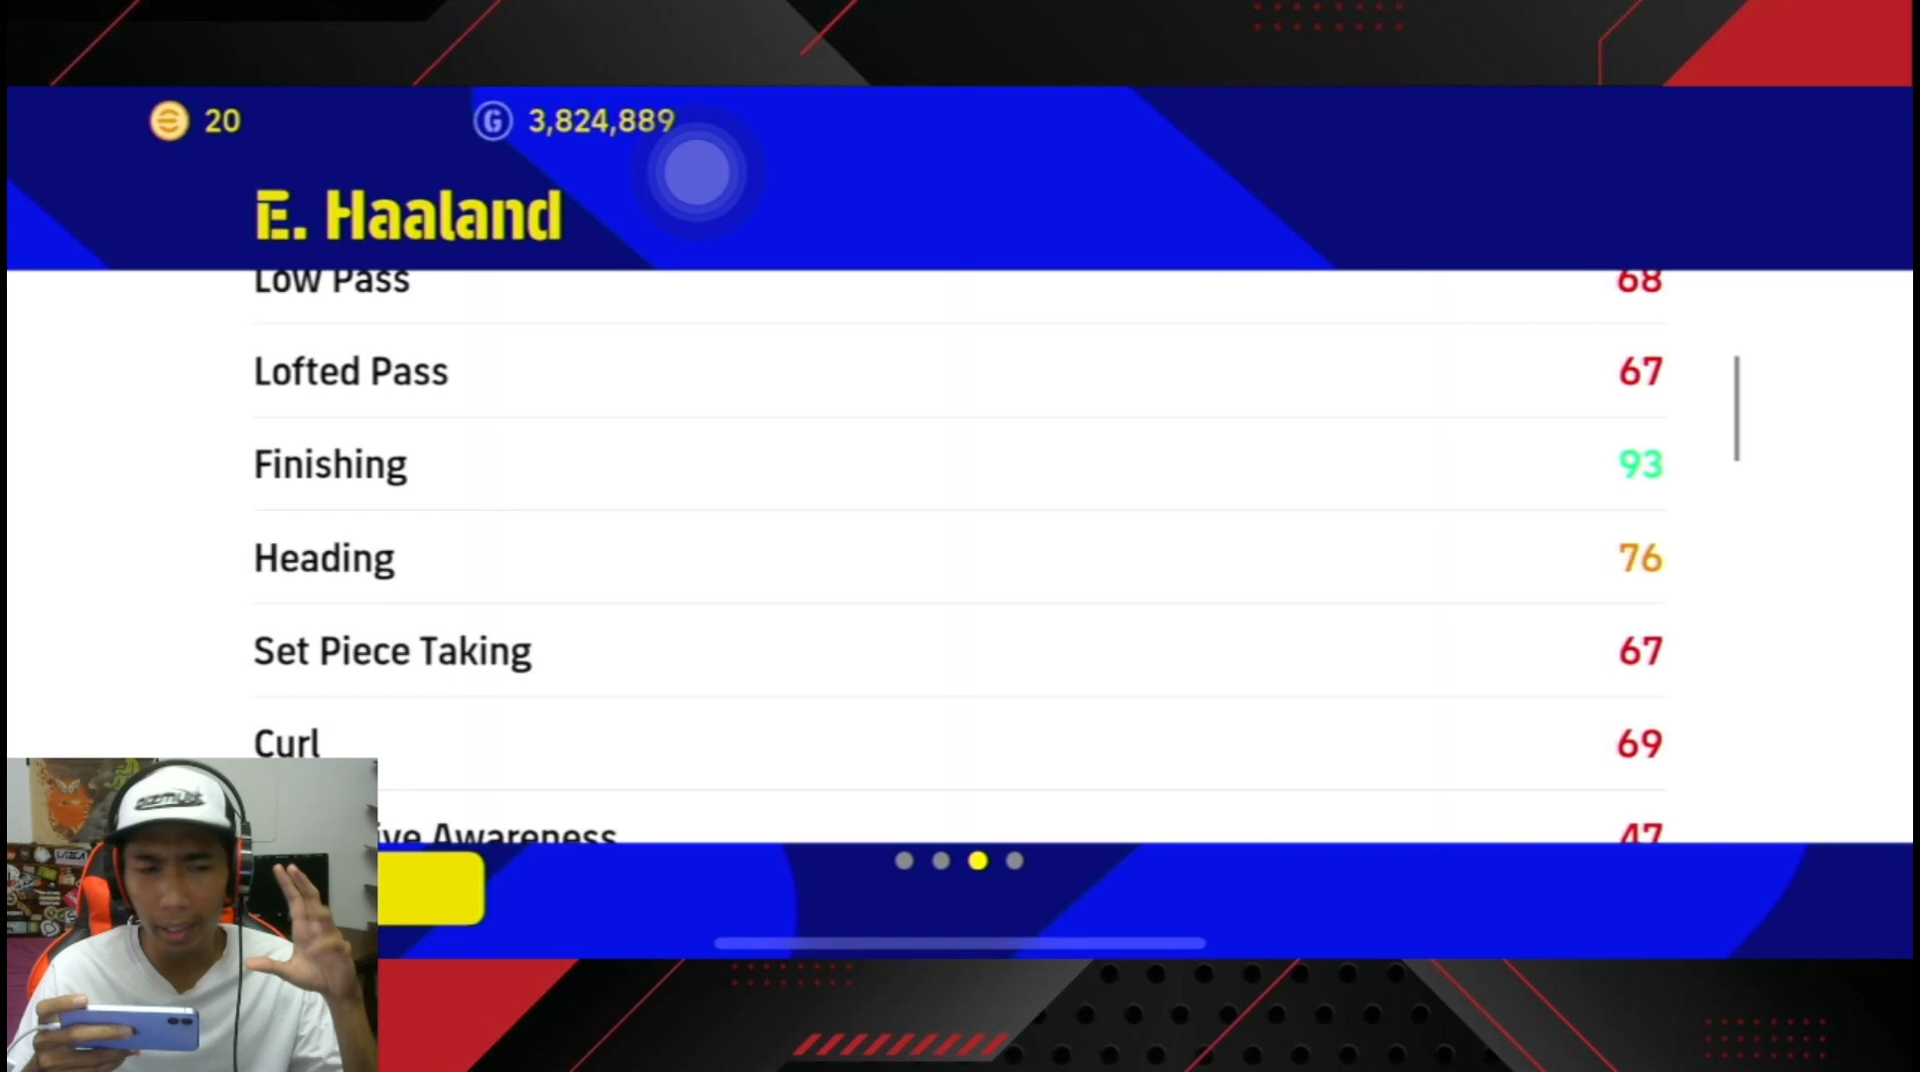 20
3,824,889
E. Haaland
Low Pass 68
Lofted Pass 67
Finishing 93
Heading 76
Set Piece Taking 67
Curl 69
Awareness 47